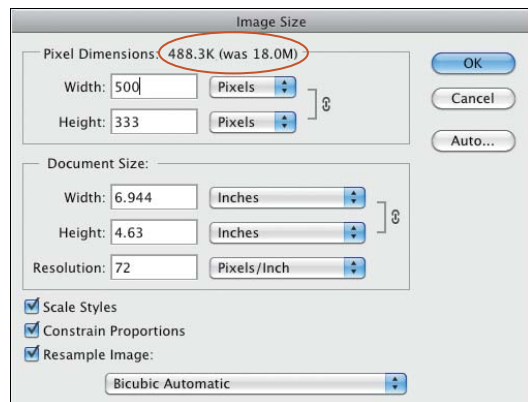 Image Size
Pixel Dimensions: 488.3K (was 18.0M)
Width: 500 Pixels
Height: 333 Pixels
OK
Cancel
Auto...
Document Size:
Width: 6.944 Inches
Height: 4.63 Inches
Resolution: 72 Pixels/Inch
Scale Styles
Constrain Proportions
Resample Image:
Bicubic Automatic